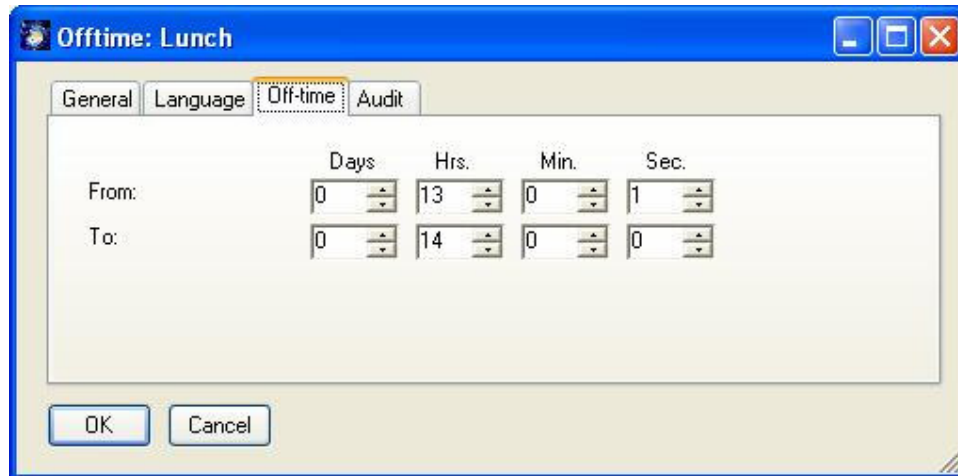 Offtime: Lunch
General Language Off-time Audit
Days Hrs. Min. Sec.
From: 0 13 0 1
To: 0 14 0 0
OK Cancel